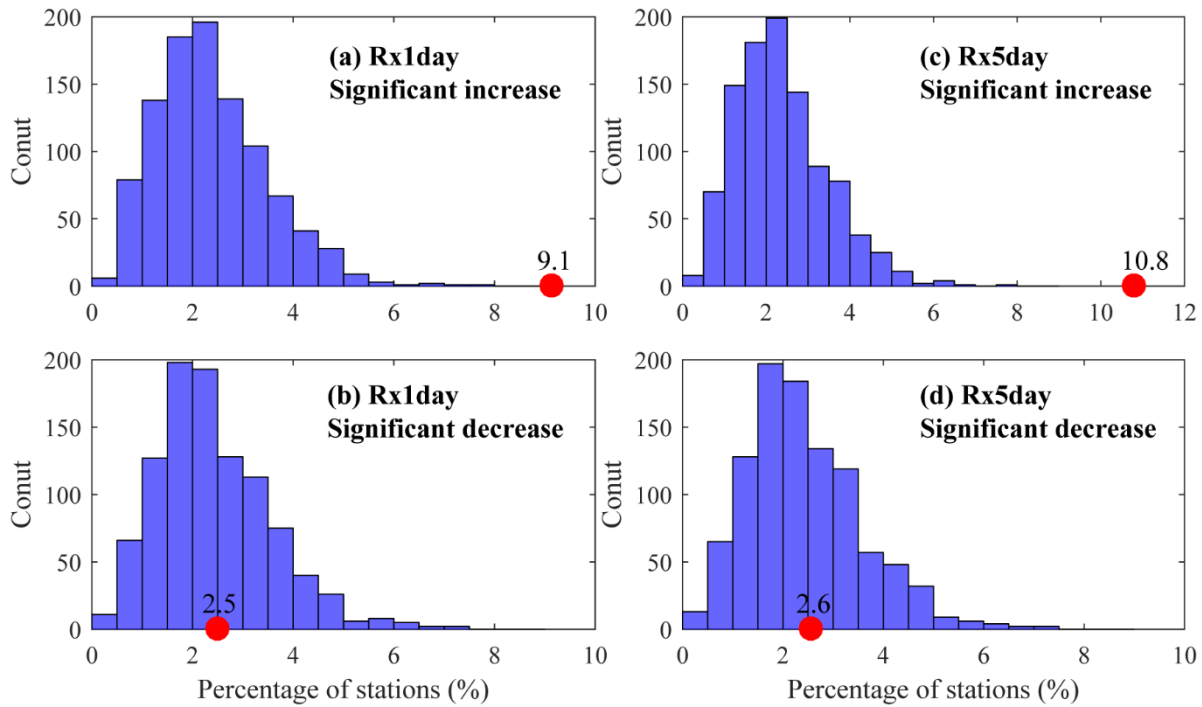 200
150
100
50
0
Conut
(a) Rx1day
Significant increase
9.1
0 2 4 6 8 10
200
150
100
50
0
Conut
(c) Rx5day
Significant increase
10.8
0 2 4 6 8 10 12
200
150
100
50
0
Conut
(b) Rx1day
Significant decrease
2.5
0 2 4 6 8 10
Percentage of stations (%)
200
150
100
50
0
Conut
(d) Rx5day
Significant decrease
2.6
0 2 4 6 8 10
Percentage of stations (%)